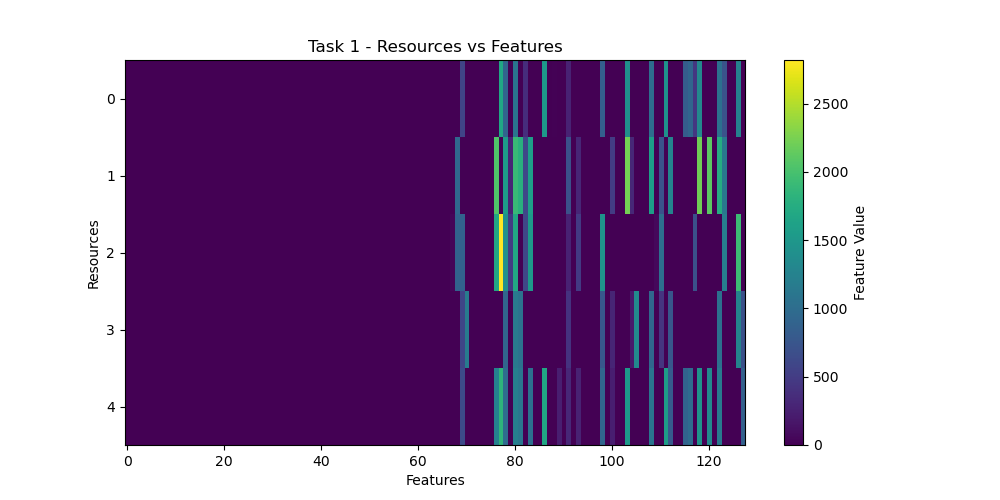 Task 1 - Resources vs Features
Resources
0
1
2
3
4
0 20 40 60 80 100 120
Features
2500
2000
1500
1000
500
0
Feature Value